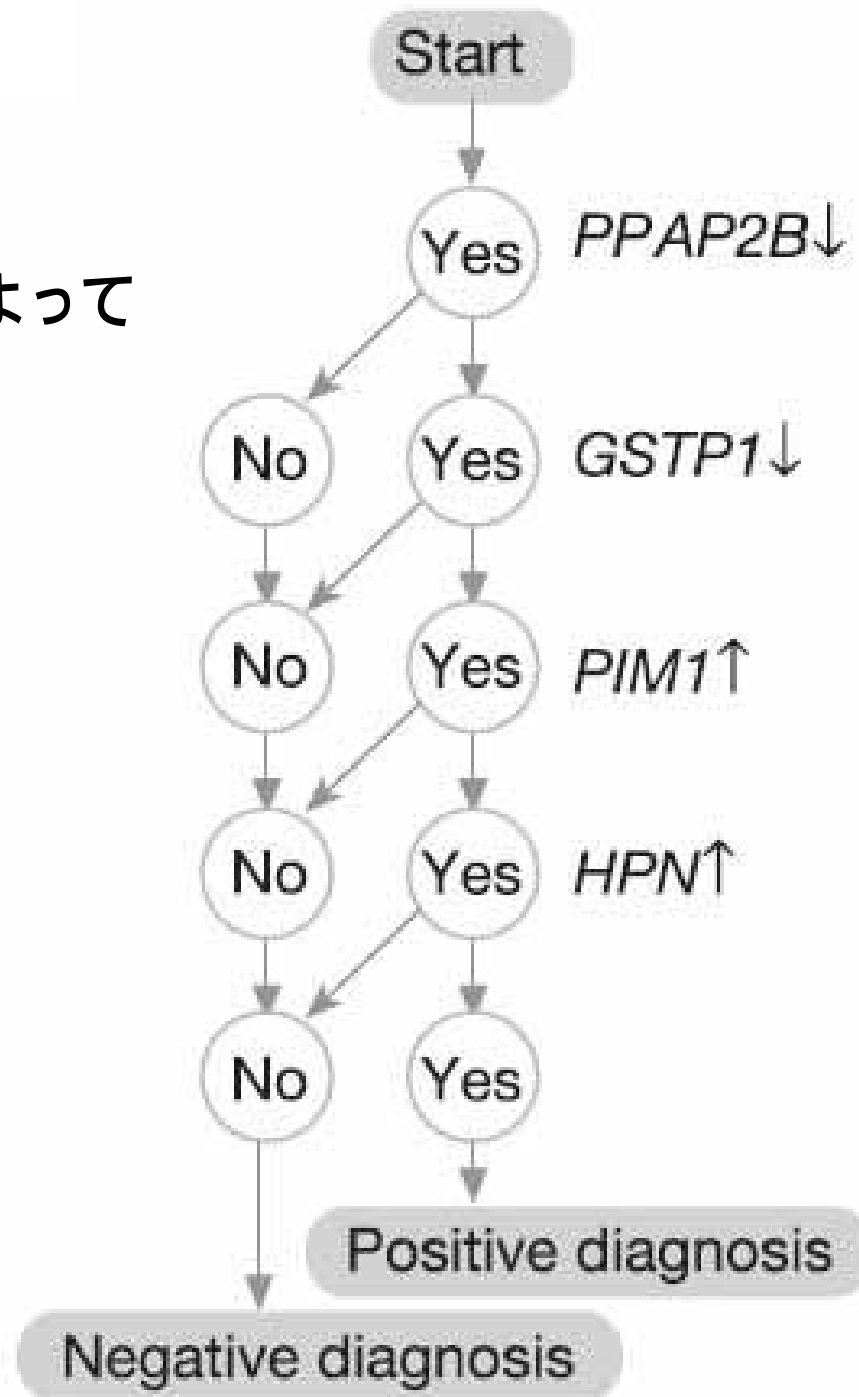 Start
Yes PPAP2B↓
よって
No Yes GSTP1↓
No Yes PIM1↑
No Yes HPN↑
No Yes
Positive diagnosis
Negative diagnosis